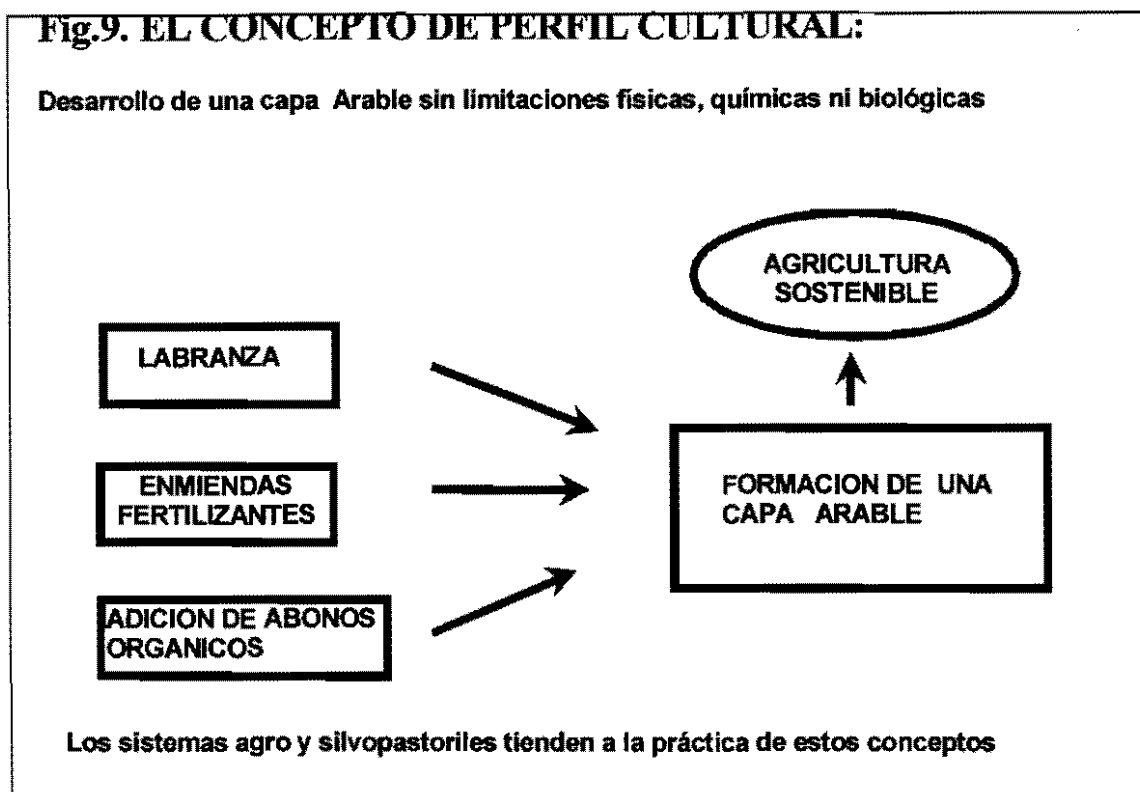 Fig.9. EL CONCEPTO DE PERFIL CULTURAL:
Desarrollo de una capa Arable sin limitaciones físicas, químicas ni biológicas
AGRICULTURA
SOSTENIBLE
LABRANZA
ENMIENDAS
FERTILIZANTES
FORMACION DE UNA
CAPA ARABLE
ADICION DE ABONOS
ORGANICOS
Los sistemas agro y silvopastoriles tienden a la práctica de estos conceptos